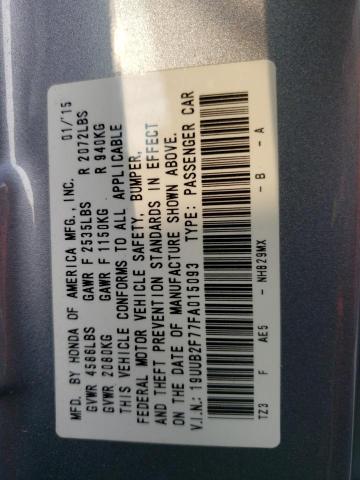 MFD. BY HONDA OF AMERICA MFG., INC. 01/15
GVWR 4586LBS GAWR F 2535LBS R 2072LBS
GVWR 2080KG GAWR F 1150KG R 940KG
THIS VEHICLE CONFORMS TO ALL APPLICABLE
FEDERAL MOTOR VEHICLE SAFETY, BUMPER,
AND THEFT PREVENTION STANDARDS IN EFFECT
ON THE DATE OF MANUFACTURE SHOWN ABOVE.
V.I.N.: 19UUB2F77FA015093 TYPE: PASSENGER CAR
TZ3 F AE5 - NH829MX - B - A